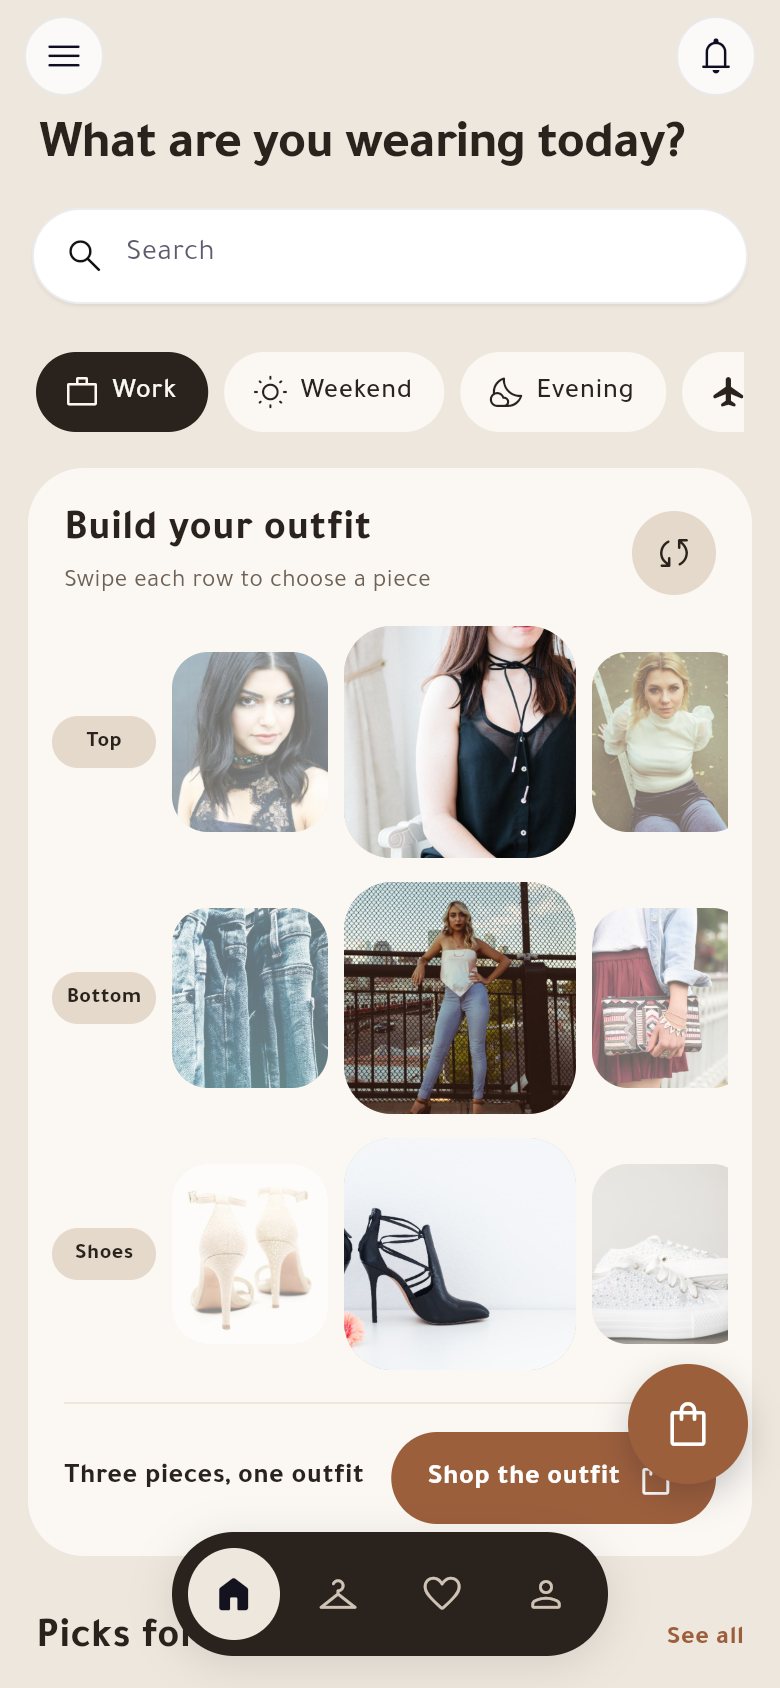 What are you wearing today?
Search
Work
Weekend
Evening
Build your outfit
Swipe each row to choose a piece
Top
Bottom
Shoes
Three pieces, one outfit
Shop the outfit
Picks for
See all